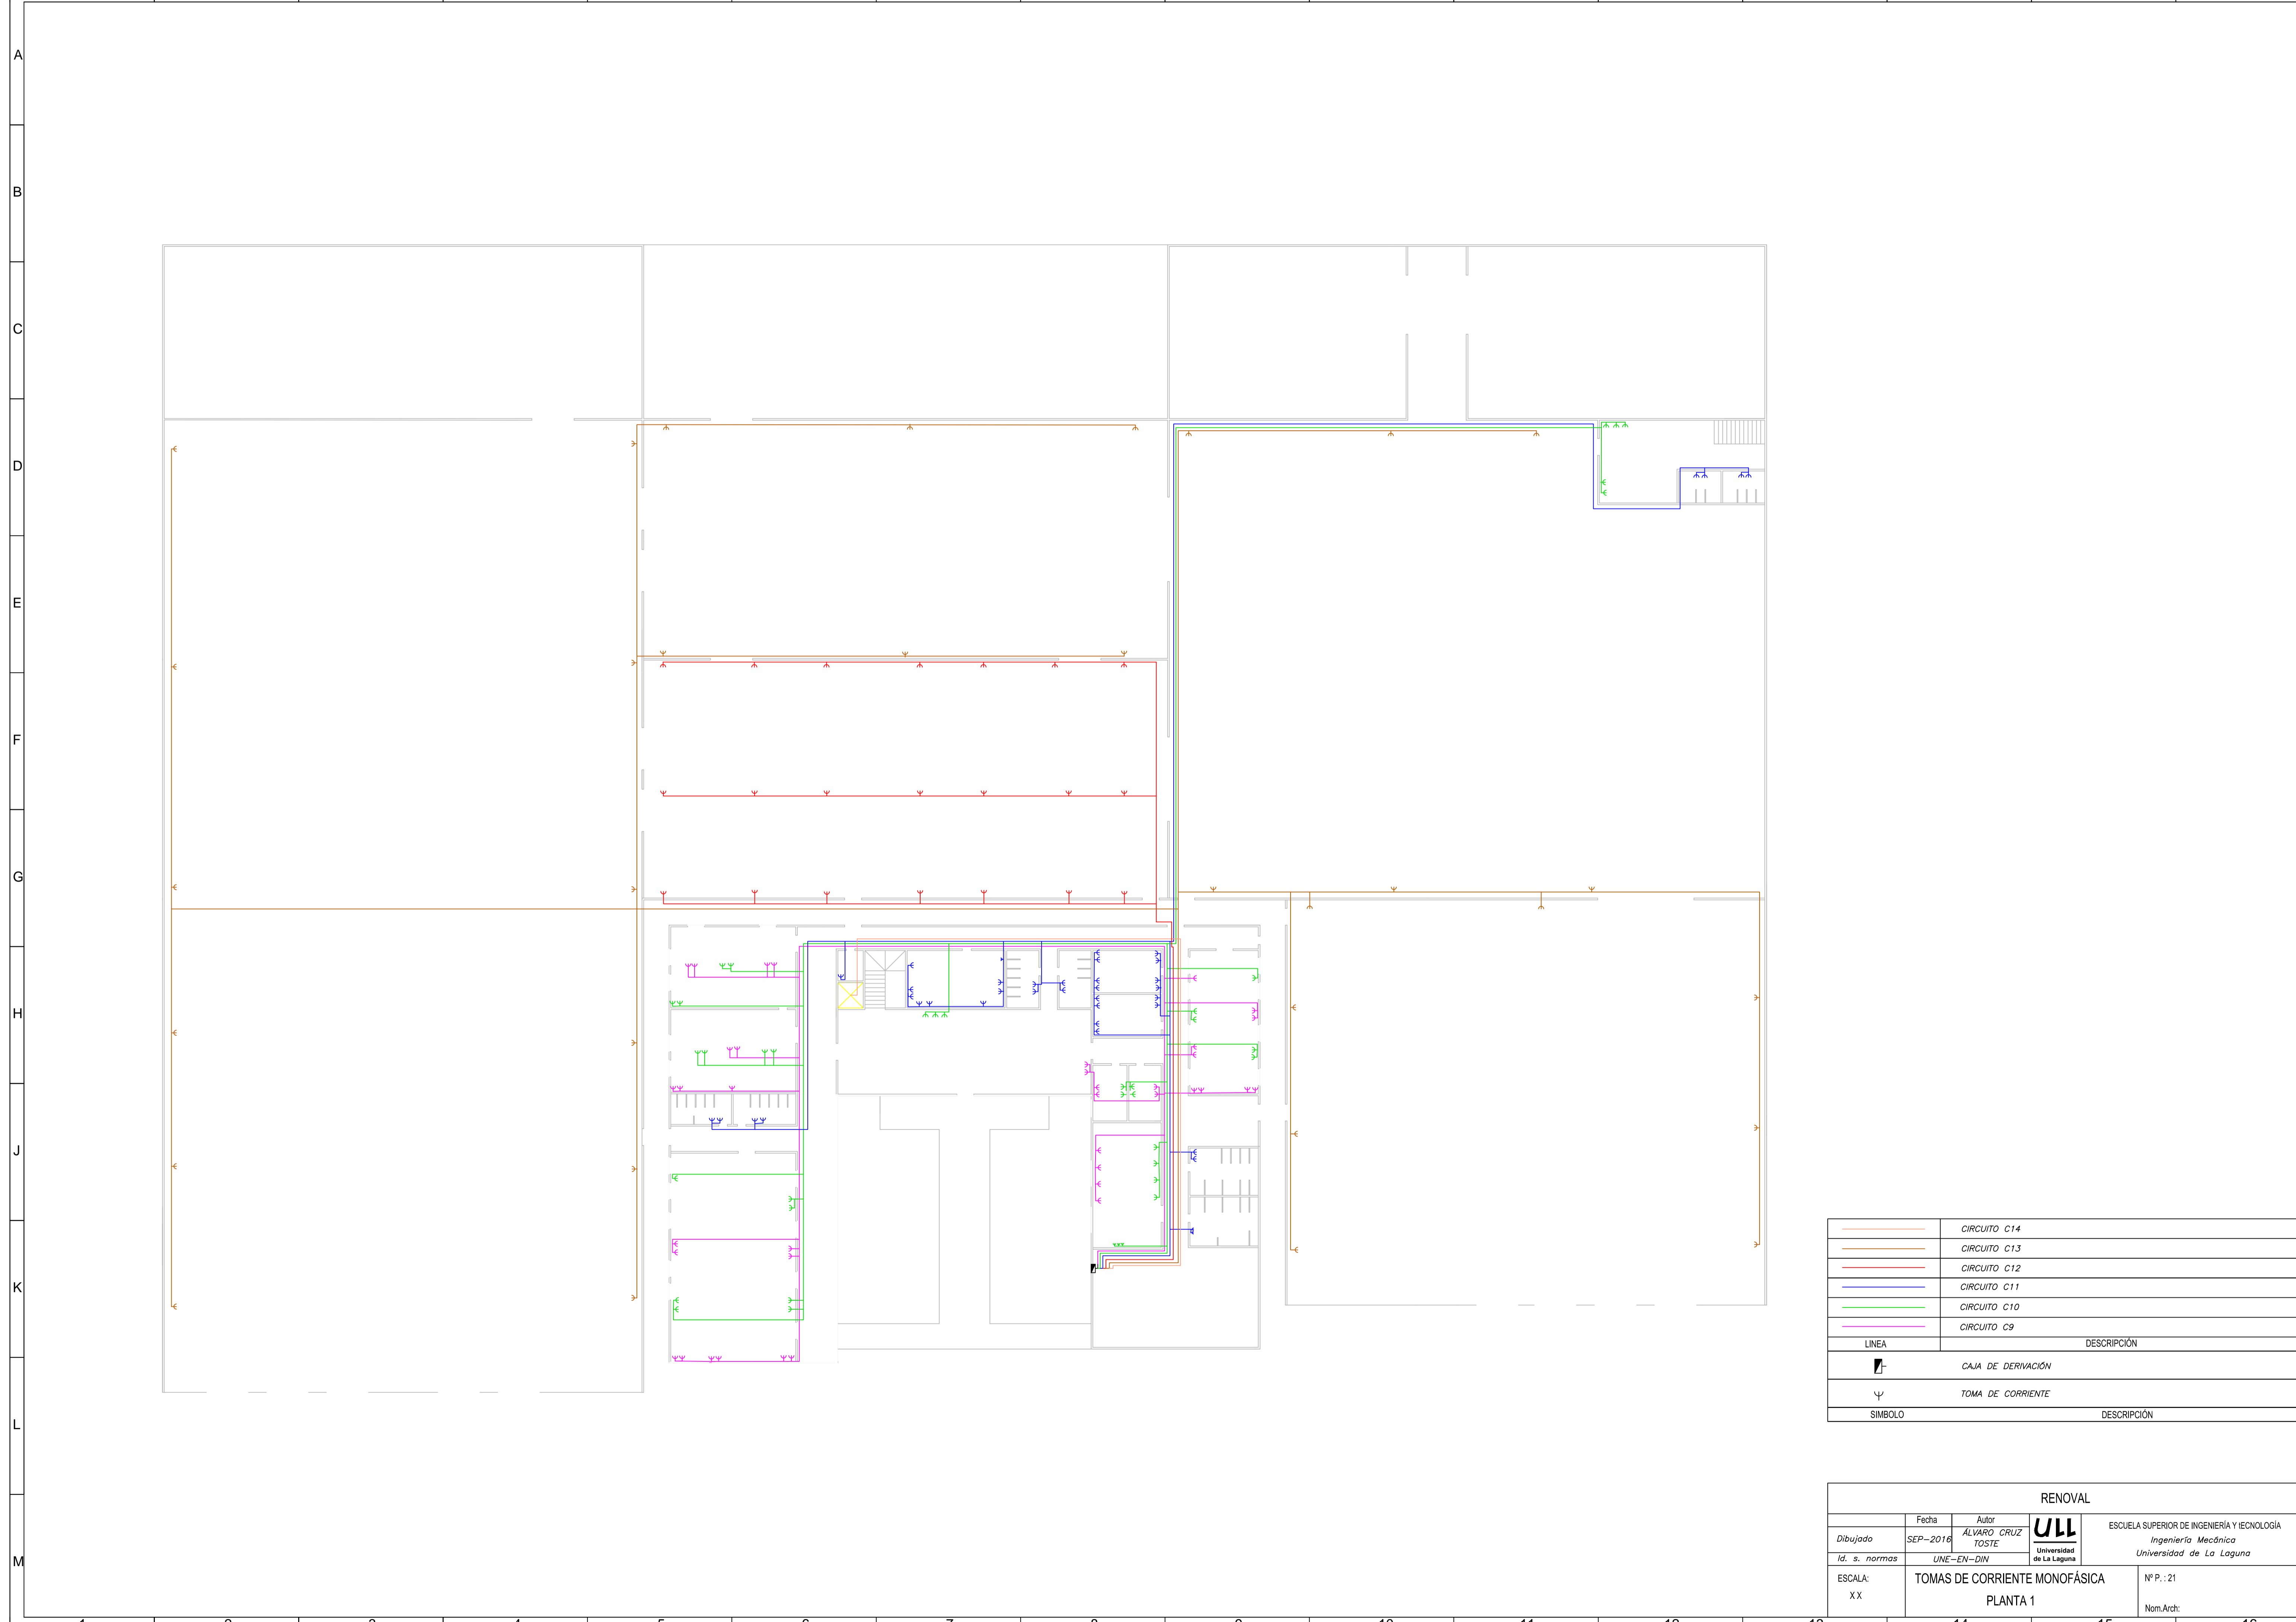 A
B
C
D
E
F
G
H
J
K
L
M
CIRCUITO C14
CIRCUITO C13
CIRCUITO C12
CIRCUITO C11
CIRCUITO C10
CIRCUITO C9
LINEA DESCRIPCIÓN
CAJA DE DERIVACIÓN
TOMA DE CORRIENTE
SIMBOLO DESCRIPCIÓN
RENOVAL
Fecha Autor
Dibujado SEP-2016 ÁLVARO CRUZ
TOSTE
Id. s. normas UNE-EN-DIN
ULL
Universidad
de La Laguna
ESCUELA SUPERIOR DE INGENIERÍA Y tECNOLOGÍA
Ingeniería Mecánica
Universidad de La Laguna
ESCALA:
X X
TOMAS DE CORRIENTE MONOFÁSICA
PLANTA 1
Nº P. : 21
Nom.Arch: